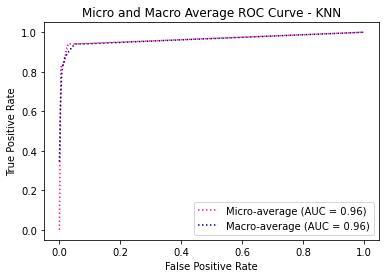 Micro and Macro Average ROC Curve - KNN
True Positive Rate
1.0
0.8
0.6
0.4
0.2
0.0
Micro-average (AUC = 0.96)
Macro-average (AUC = 0.96)
0.0 0.2 0.4 0.6 0.8 1.0
False Positive Rate